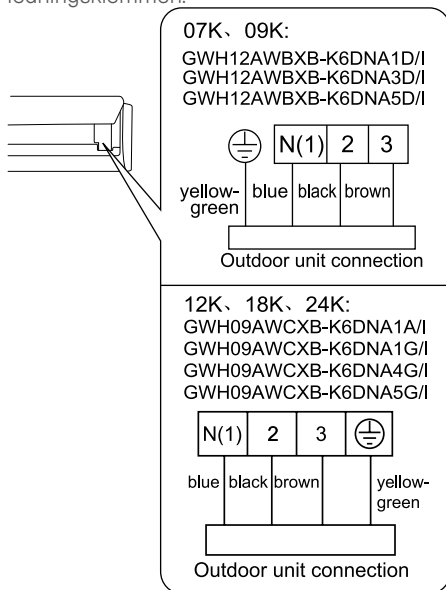 ledningsklemmen.
07K、09K:
GWH12AWBXB-K6DNA1D/I
GWH12AWBXB-K6DNA3D/I
GWH12AWBXB-K6DNA5D/I
N(1) 2 3
yellow-
green
blue black brown
Outdoor unit connection
12K、18K、24K:
GWH09AWCXB-K6DNA1A/I
GWH09AWCXB-K6DNA1G/I
GWH09AWCXB-K6DNA4G/I
GWH09AWCXB-K6DNA5G/I
N(1) 2 3
blue black brown
yellow-
green
Outdoor unit connection